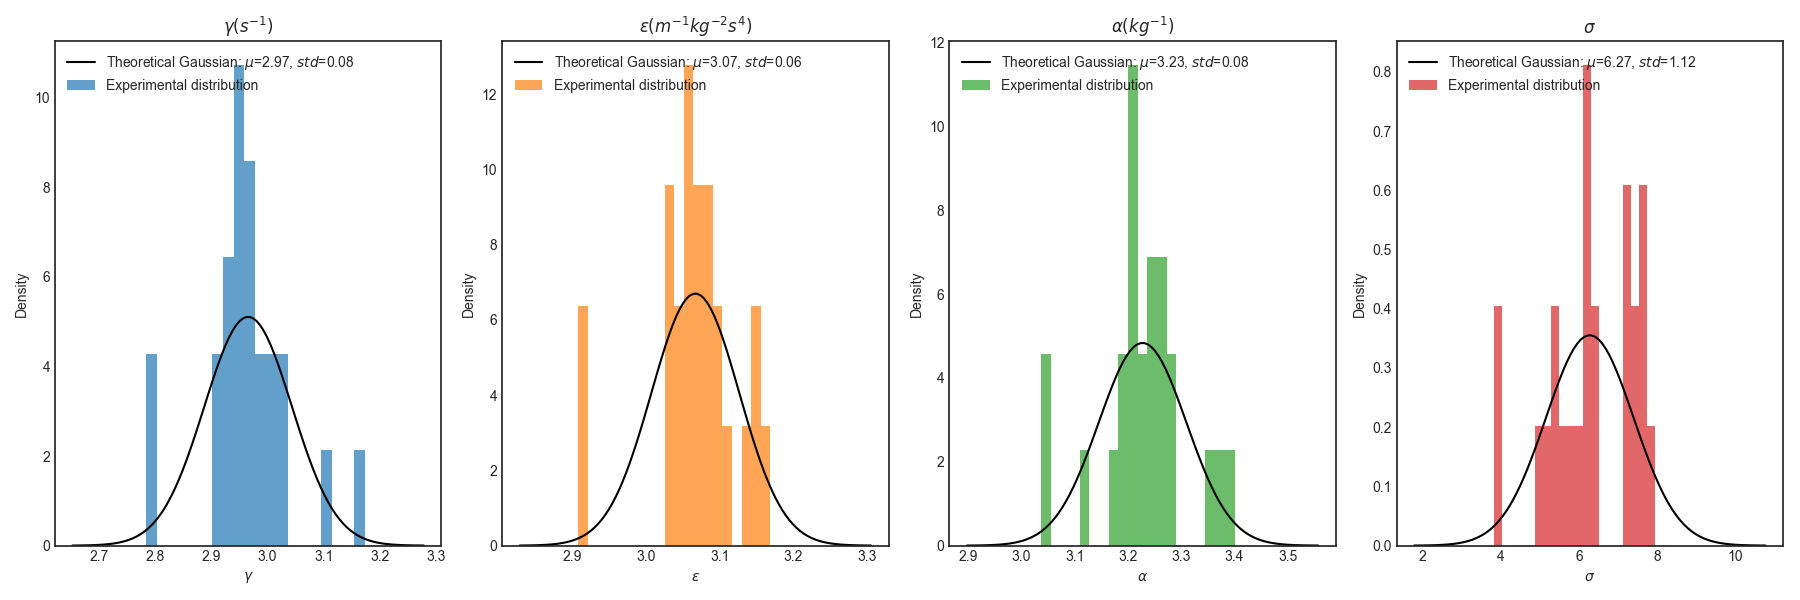 γ(s⁻¹)
Theoretical Gaussian: μ=2.97, std=0.08
Experimental distribution
Density
10
8
6
4
2
0
2.7 2.8 2.9 3.0 3.1 3.2 3.3
γ
ε(m⁻¹kg⁻²s⁴)
Theoretical Gaussian: μ=3.07, std=0.06
Experimental distribution
Density
12
10
8
6
4
2
0
2.9 3.0 3.1 3.2 3.3
ε
α(kg⁻¹)
Theoretical Gaussian: μ=3.23, std=0.08
Experimental distribution
Density
12
10
8
6
4
2
0
2.9 3.0 3.1 3.2 3.3 3.4 3.5
α
σ
Theoretical Gaussian: μ=6.27, std=1.12
Experimental distribution
Density
0.8
0.7
0.6
0.5
0.4
0.3
0.2
0.1
0.0
2 4 6 8 10
σ